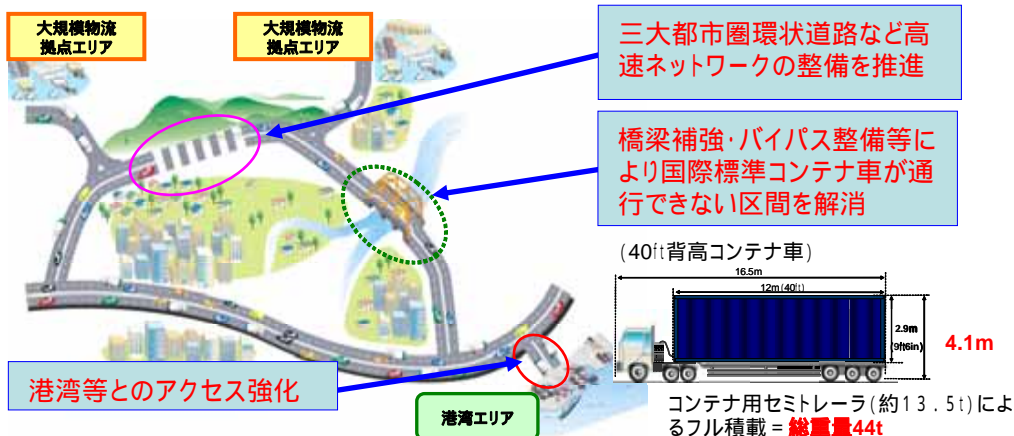 大規模物流
拠点エリア
大規模物流
拠点エリア
三大都市圏環状道路など高
速ネットワークの整備を推進
橋梁補強・バイパス整備等に
より国際標準コンテナ車が通
行できない区間を解消
(40ft背高コンテナ車)
16.5m
12m(40ft)
2.9m
(9ft6in)
4.1m
港湾等とのアクセス強化
港湾エリア
コンテナ用セミトレーラ(約13.5t)によ
るフル積載=総重量44t